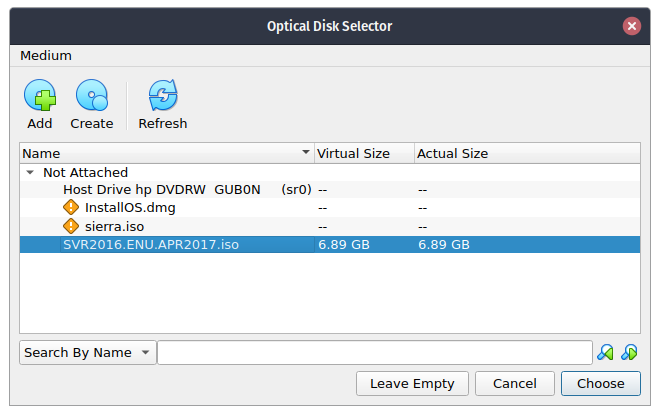 Optical Disk Selector
Medium
Add Create Refresh
Name Virtual Size Actual Size
Not Attached
Host Drive hp DVDRW GUB0N (sr0) -- --
InstallOS.dmg -- --
sierra.iso -- --
SVR2016.ENU.APR2017.iso 6.89 GB 6.89 GB
Search By Name
Leave Empty Cancel Choose